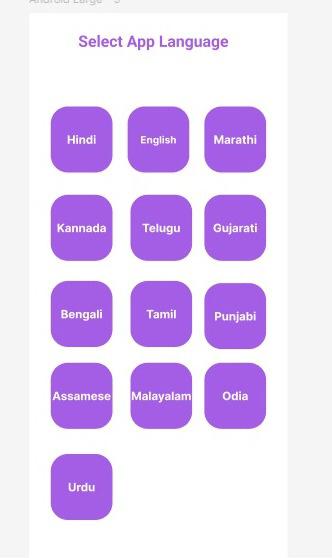 Android Large - 3
Select App Language
Hindi English Marathi
Kannada Telugu Gujarati
Bengali Tamil Punjabi
Assamese Malayalam Odia
Urdu